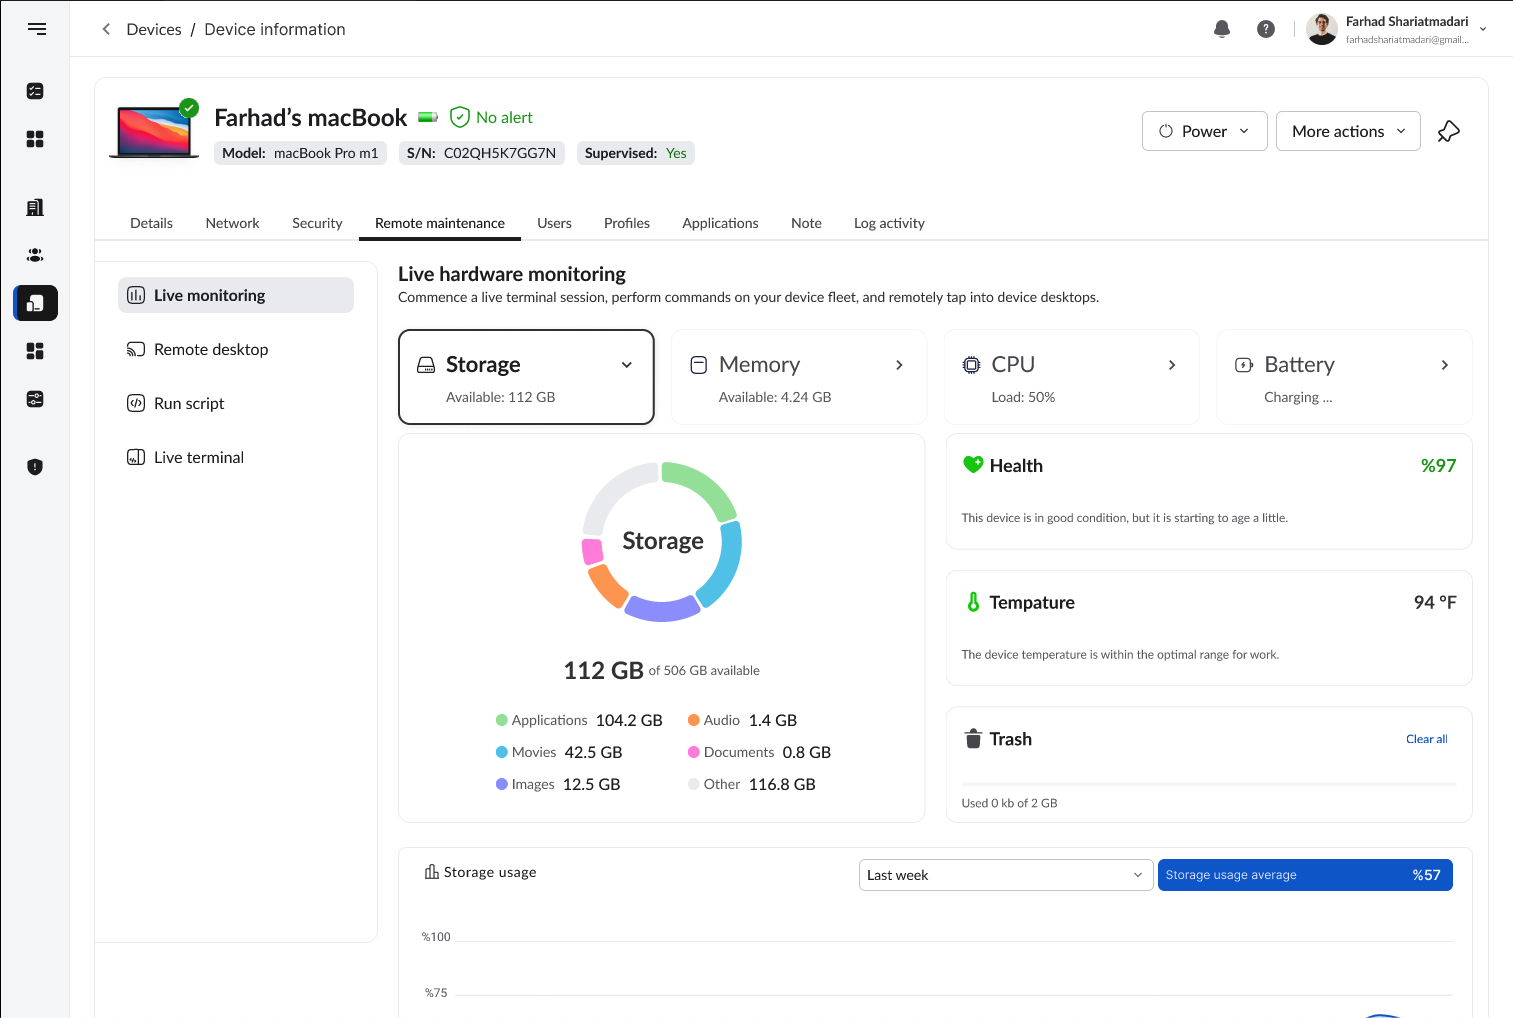 Devices / Device information
Farhad Shariatmadari
farhadshariatmadari@gmail...
Farhad's macBook
No alert
Model: macBook Pro m1
S/N: C02QH5K7GG7N
Supervised: Yes
Power
More actions
Details
Network
Security
Remote maintenance
Users
Profiles
Applications
Note
Log activity
Live monitoring
Remote desktop
Run script
Live terminal
Live hardware monitoring
Commence a live terminal session, perform commands on your device fleet, and remotely tap into device desktops.
Storage
Available: 112 GB
Memory
Available: 4.24 GB
CPU
Load: 50%
Battery
Charging ...
Storage
112 GB of 506 GB available
Applications 104.2 GB
Audio 1.4 GB
Movies 42.5 GB
Documents 0.8 GB
Images 12.5 GB
Other 116.8 GB
Health
%97
This device is in good condition, but it is starting to age a little.
Tempature
94 °F
The device temperature is within the optimal range for work.
Trash
Clear all
Used 0 kb of 2 GB
Storage usage
Last week
Storage usage average
%57
%100
%75